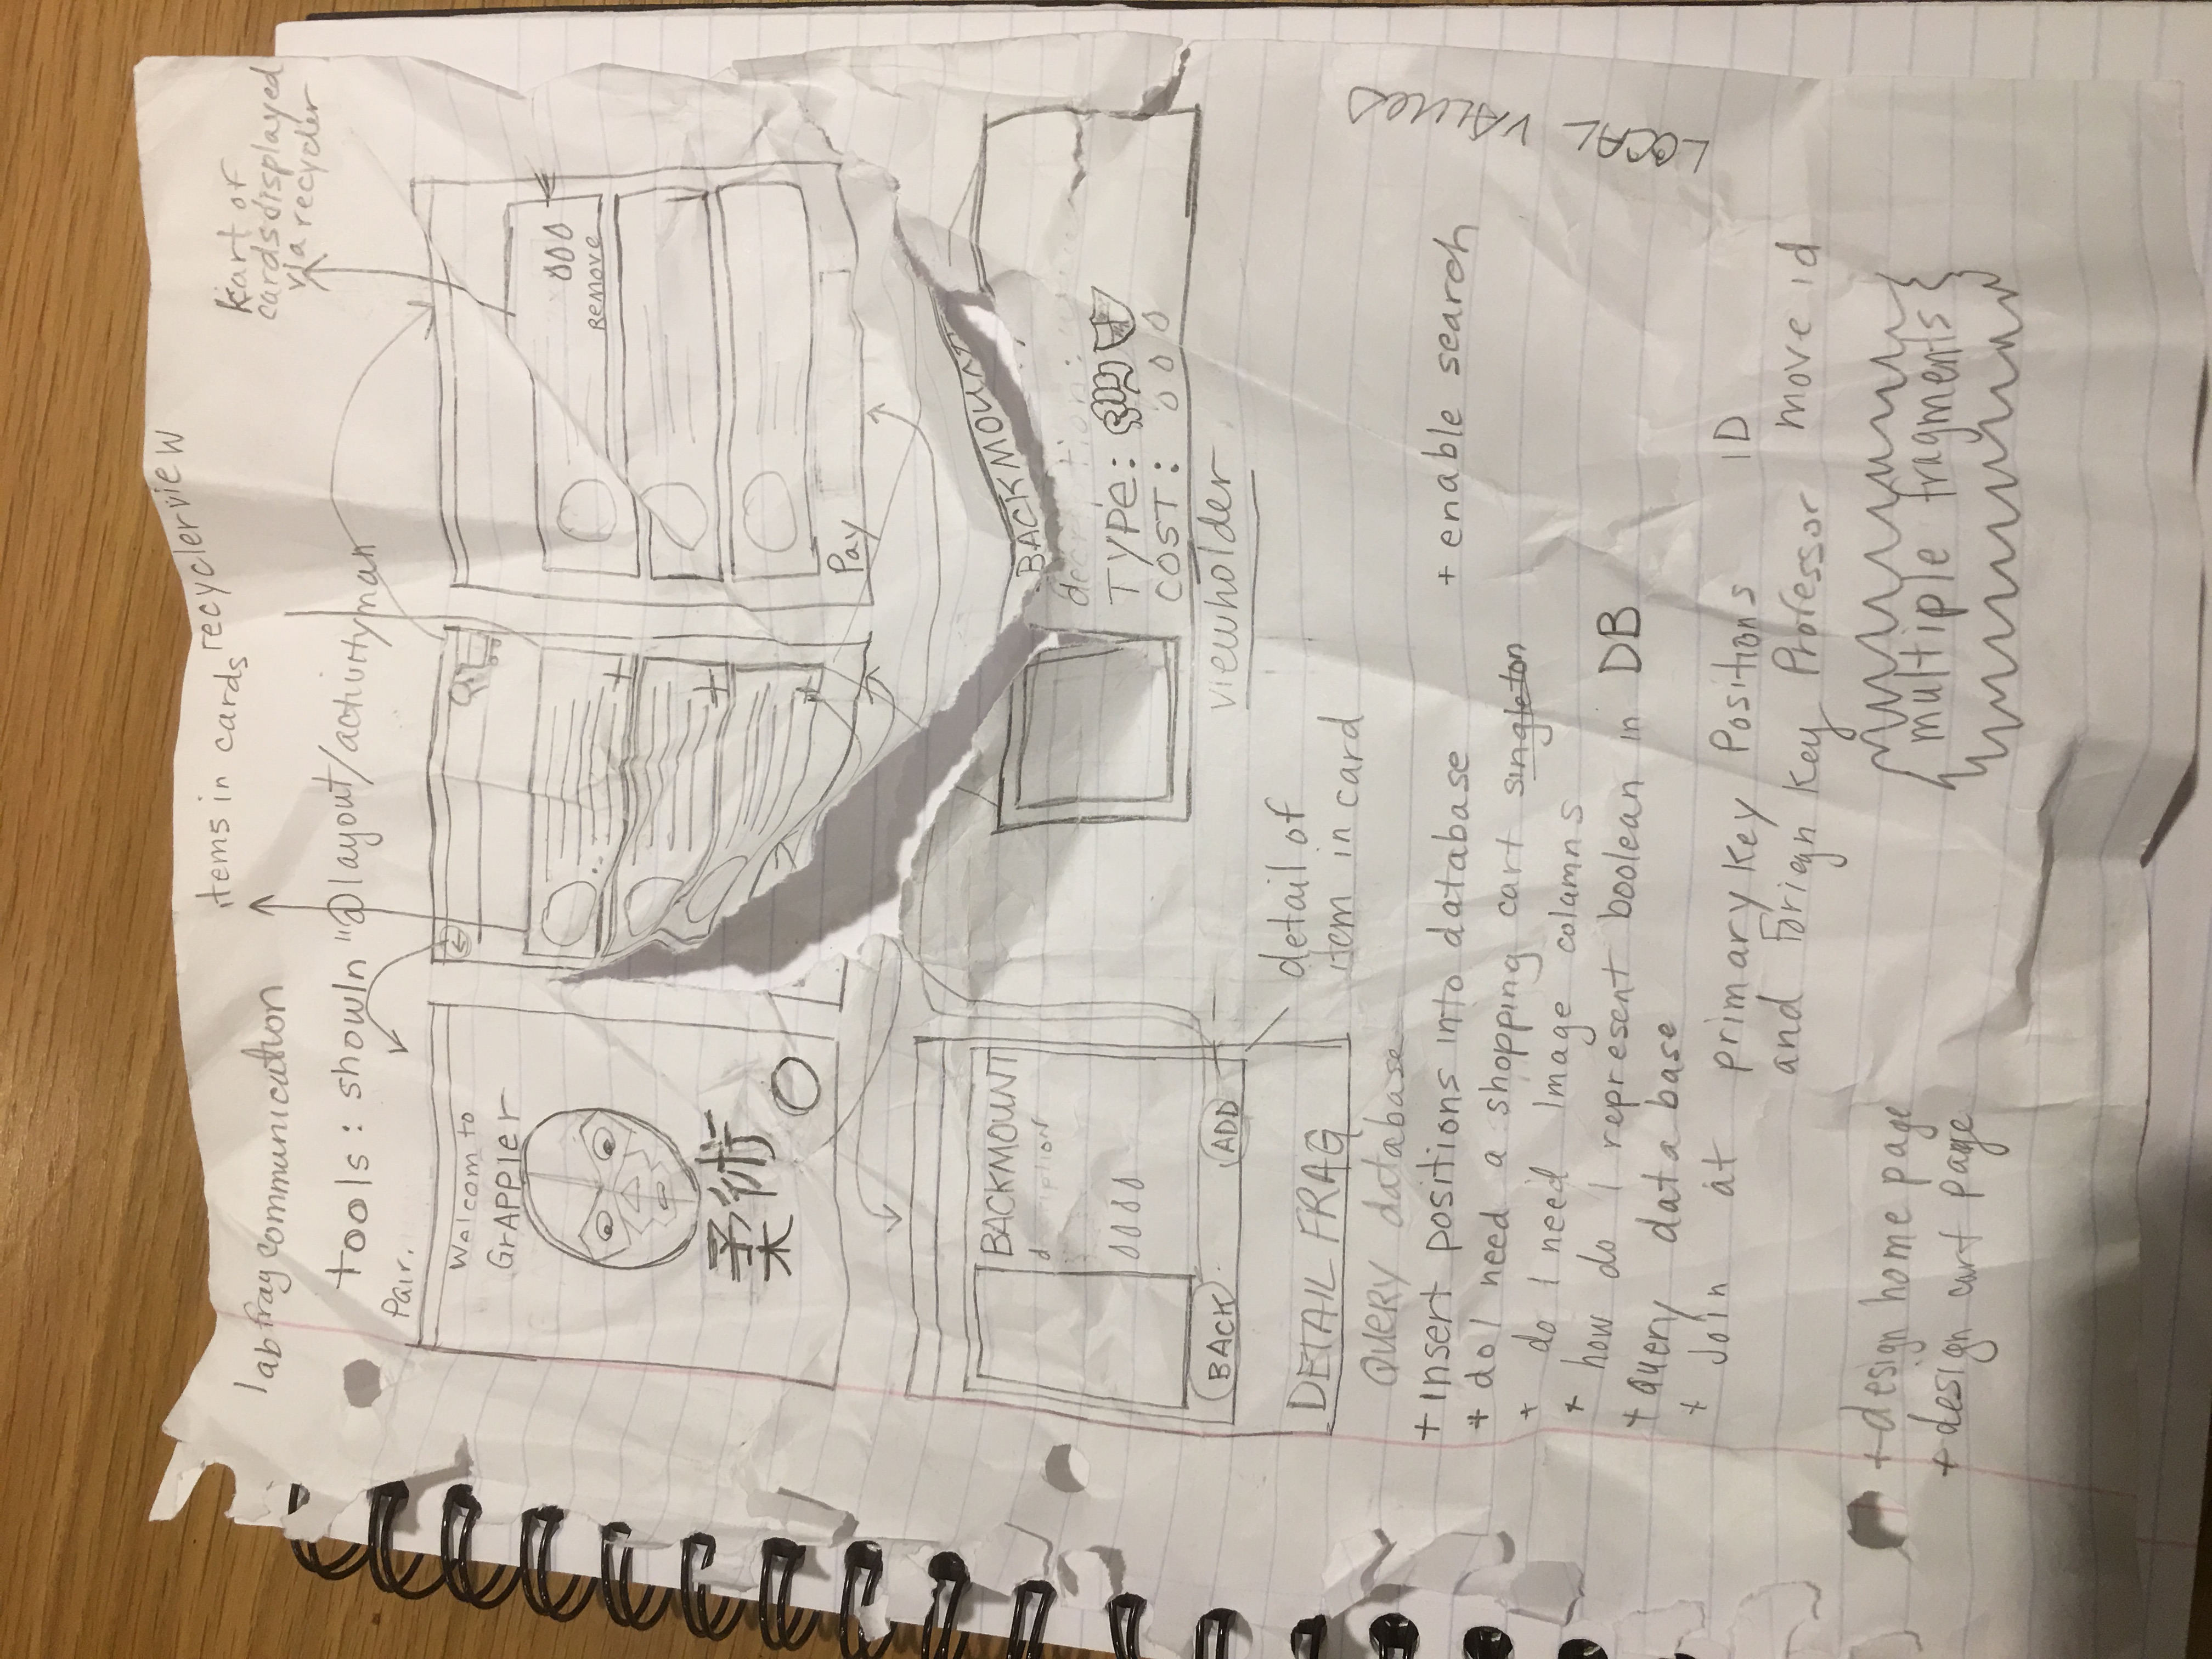 items in cards recyclerview
kart of
cards displayed
via recycler
lab frag communication
tools: showIn "@layout/activity man
Pair.
Welcom to
GrAPPler
柔術
000
Remove
Pay
BACKMOUNT
0000
BACK
ADD
DETAIL FRAG
detail of
item in card
BACKMOUNT
TYPE:
COST: 000
viewholder
QUERY database
+ insert positions into database
+ enable search
+ do I need a shopping cart singleton
+ do I need Image columns
+ how do I represent boolean in DB
+ query data base
+ Join at primary Key Positions ID
and Foriegn Key Professor move id
LOCAL VALUES
+ design home page
+ design cart page
multiple fragments